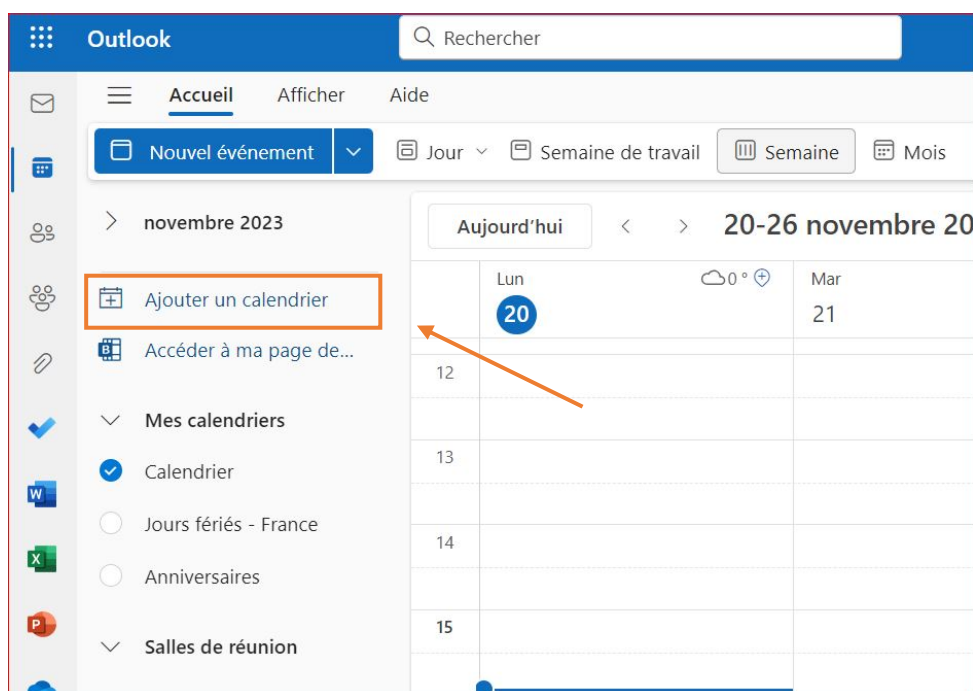 Outlook
Rechercher
Accueil Afficher Aide
Nouvel événement Jour Semaine de travail Semaine Mois
novembre 2023
Aujourd'hui 20-26 novembre 20
Lun 0° Mar
20 21
Ajouter un calendrier
Accéder à ma page de...
Mes calendriers
Calendrier
Jours fériés - France
Anniversaires
Salles de réunion
12
13
14
15
B
W
X
P